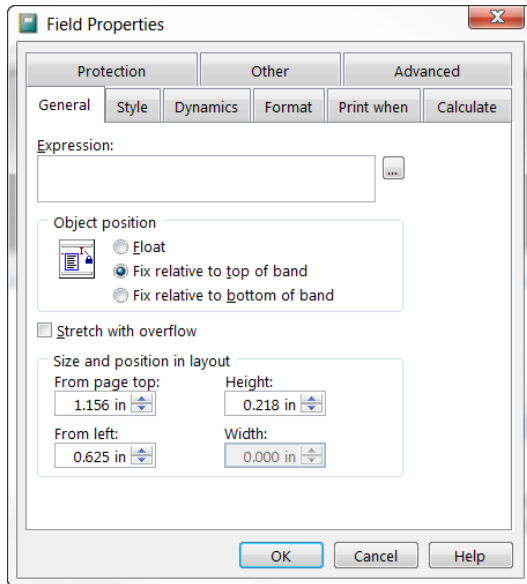 Field Properties
Protection Other Advanced
General Style Dynamics Format Print when Calculate
Expression:
...
Object position
Float
Fix relative to top of band
Fix relative to bottom of band
Stretch with overflow
Size and position in layout
From page top: Height:
1.156 in 0.218 in
From left: Width:
0.625 in 0.000 in
OK Cancel Help